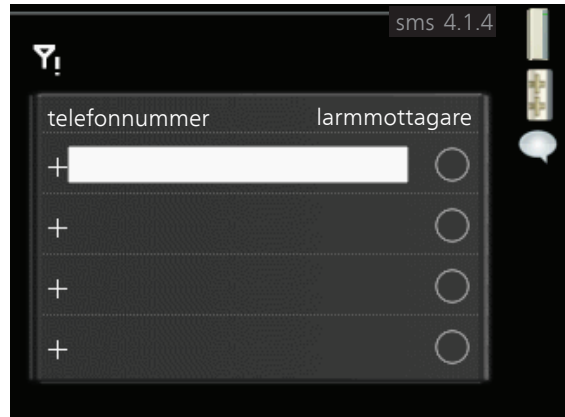 sms 4.1.4
telefonnummer larmmottagare
+
+
+
+